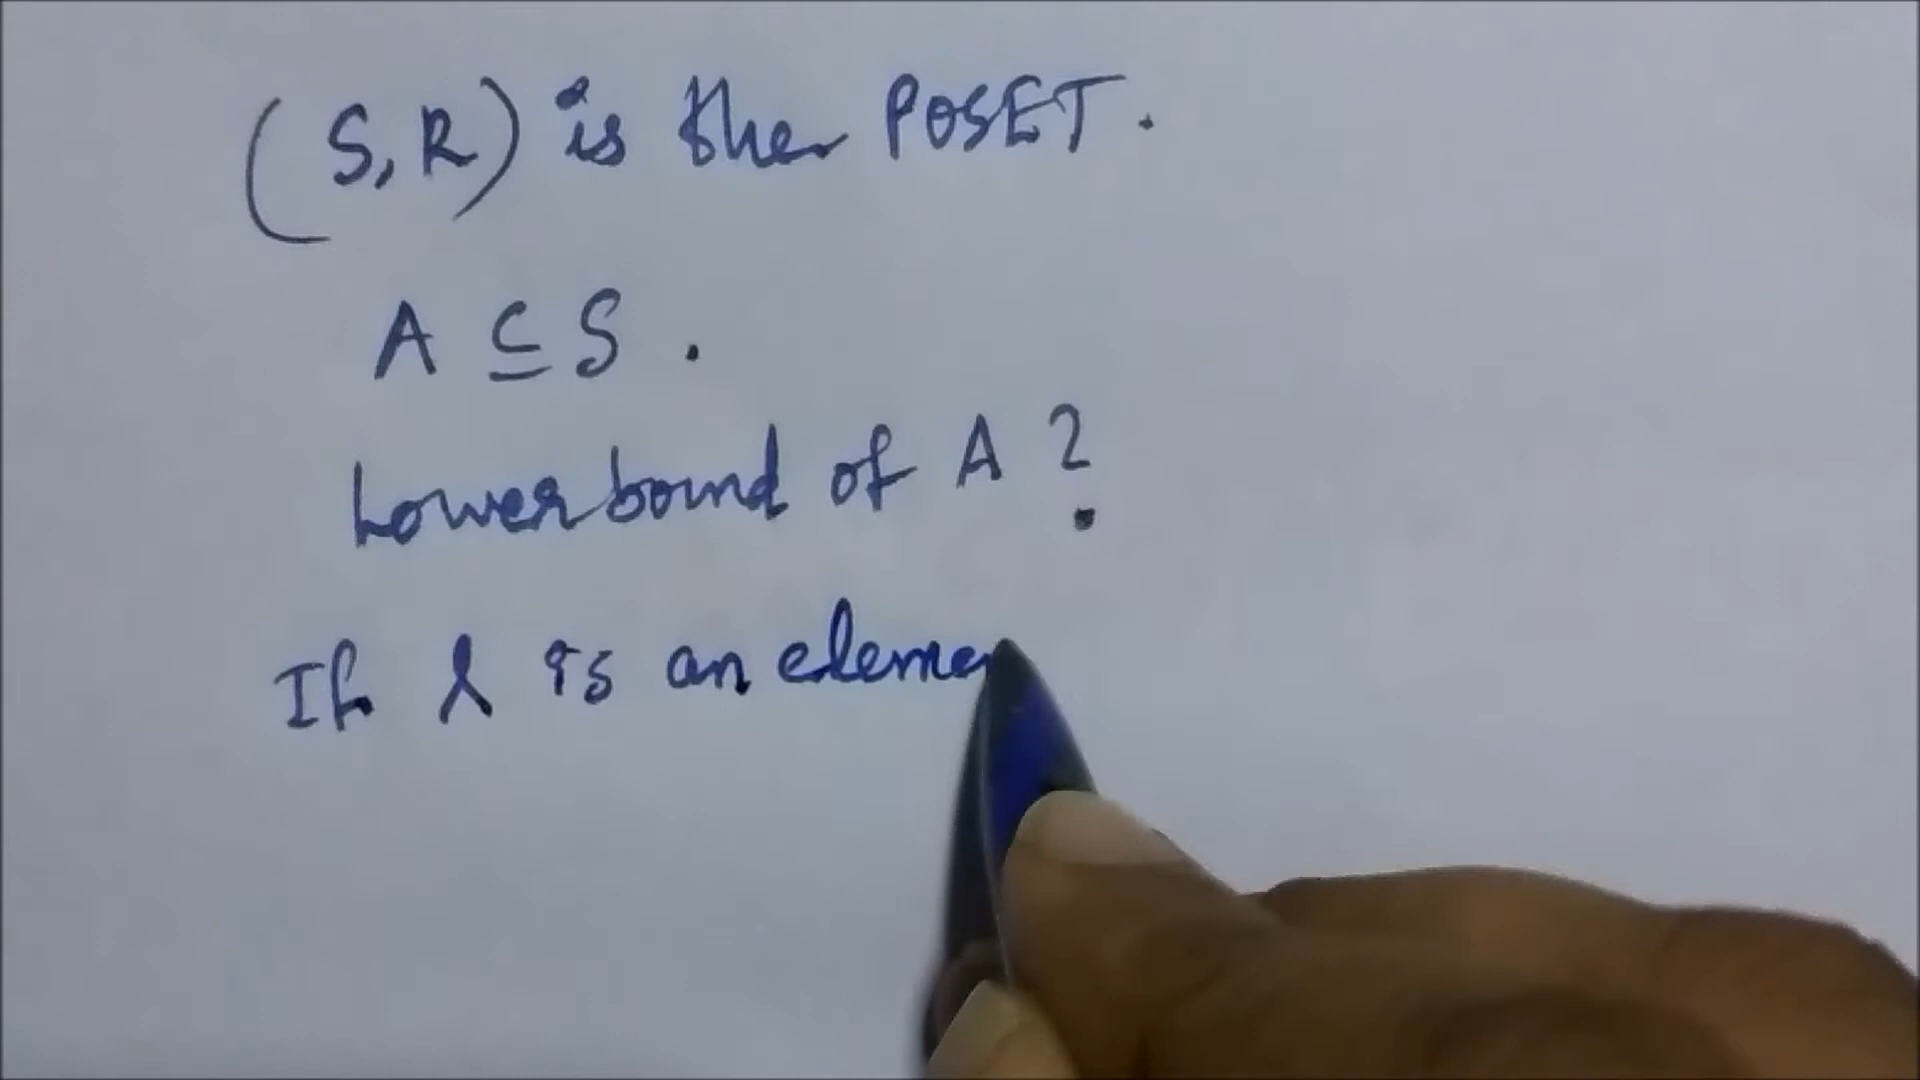 (S, R) is the POSET.
A ⊆ S.
Lower bound of A ?
If l is an eleme